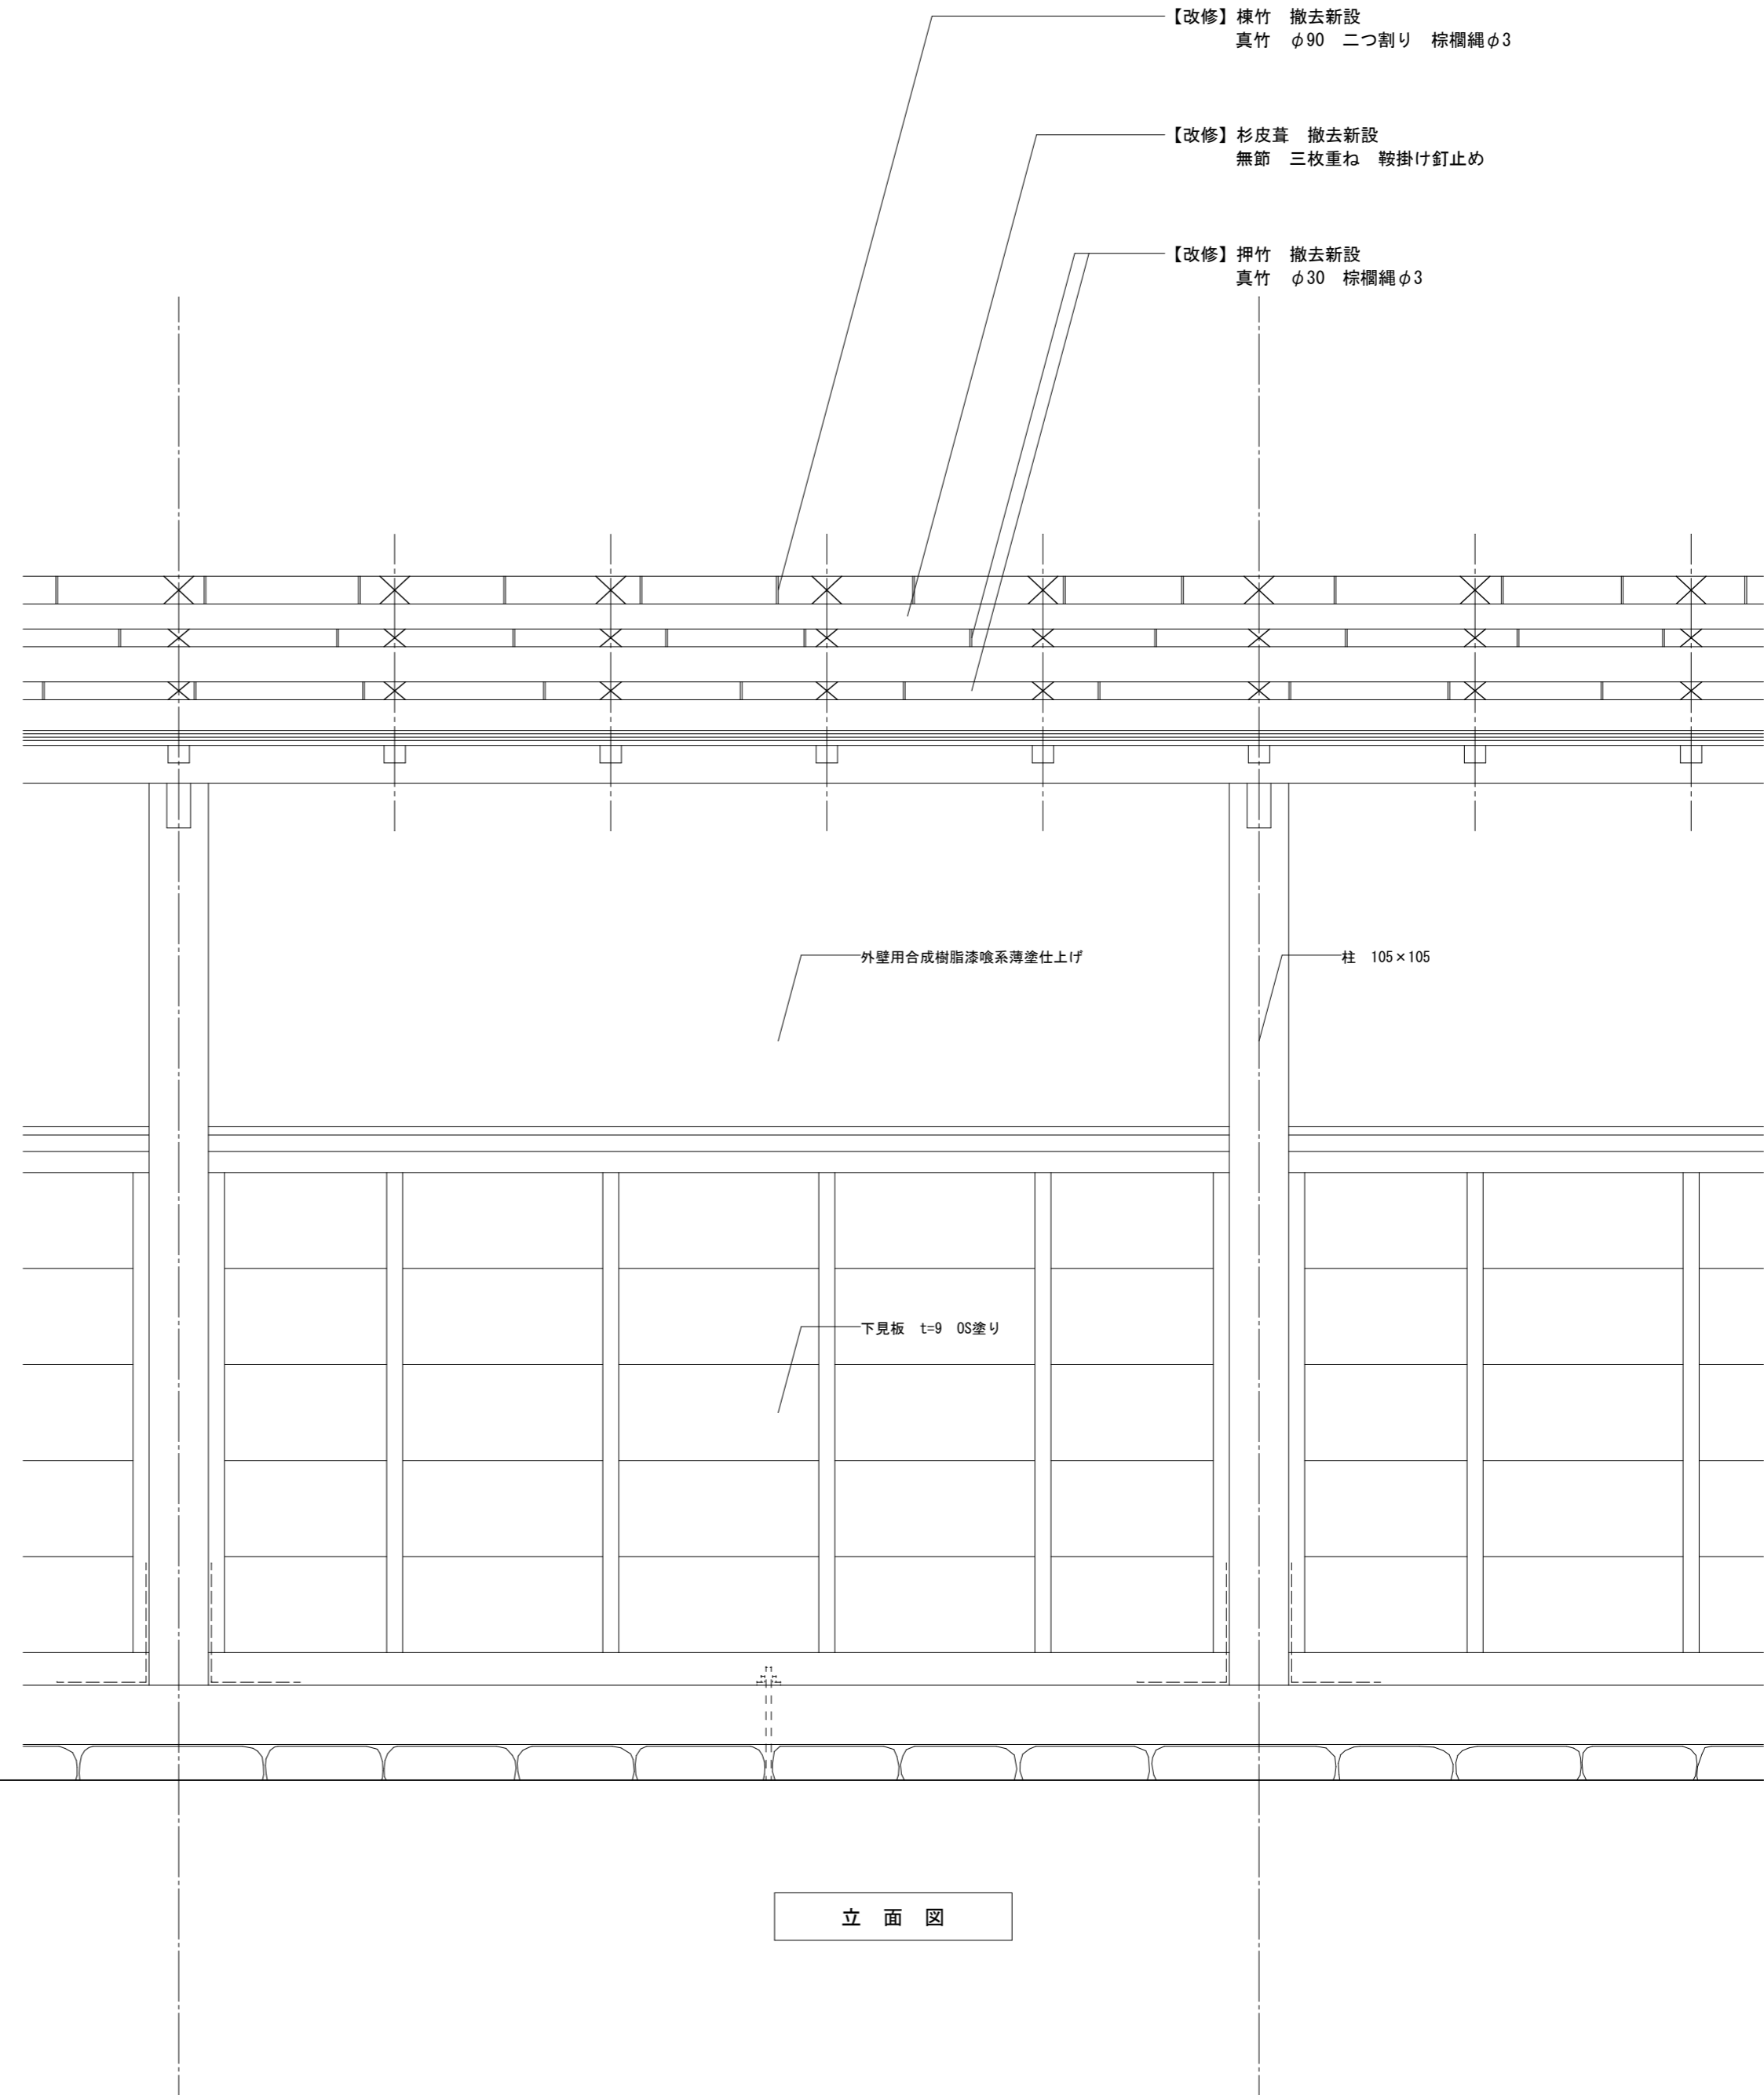 【改修】棟竹　撤去新設
真竹　φ90　二つ割り　棕櫚縄φ3
【改修】杉皮葺　撤去新設
無節　三枚重ね　鞍掛け釘止め
【改修】押竹　撤去新設
真竹　φ30　棕櫚縄φ3
外壁用合成樹脂漆喰系薄塗仕上げ
柱　105×105
下見板　t=9　OS塗り
立　面　図